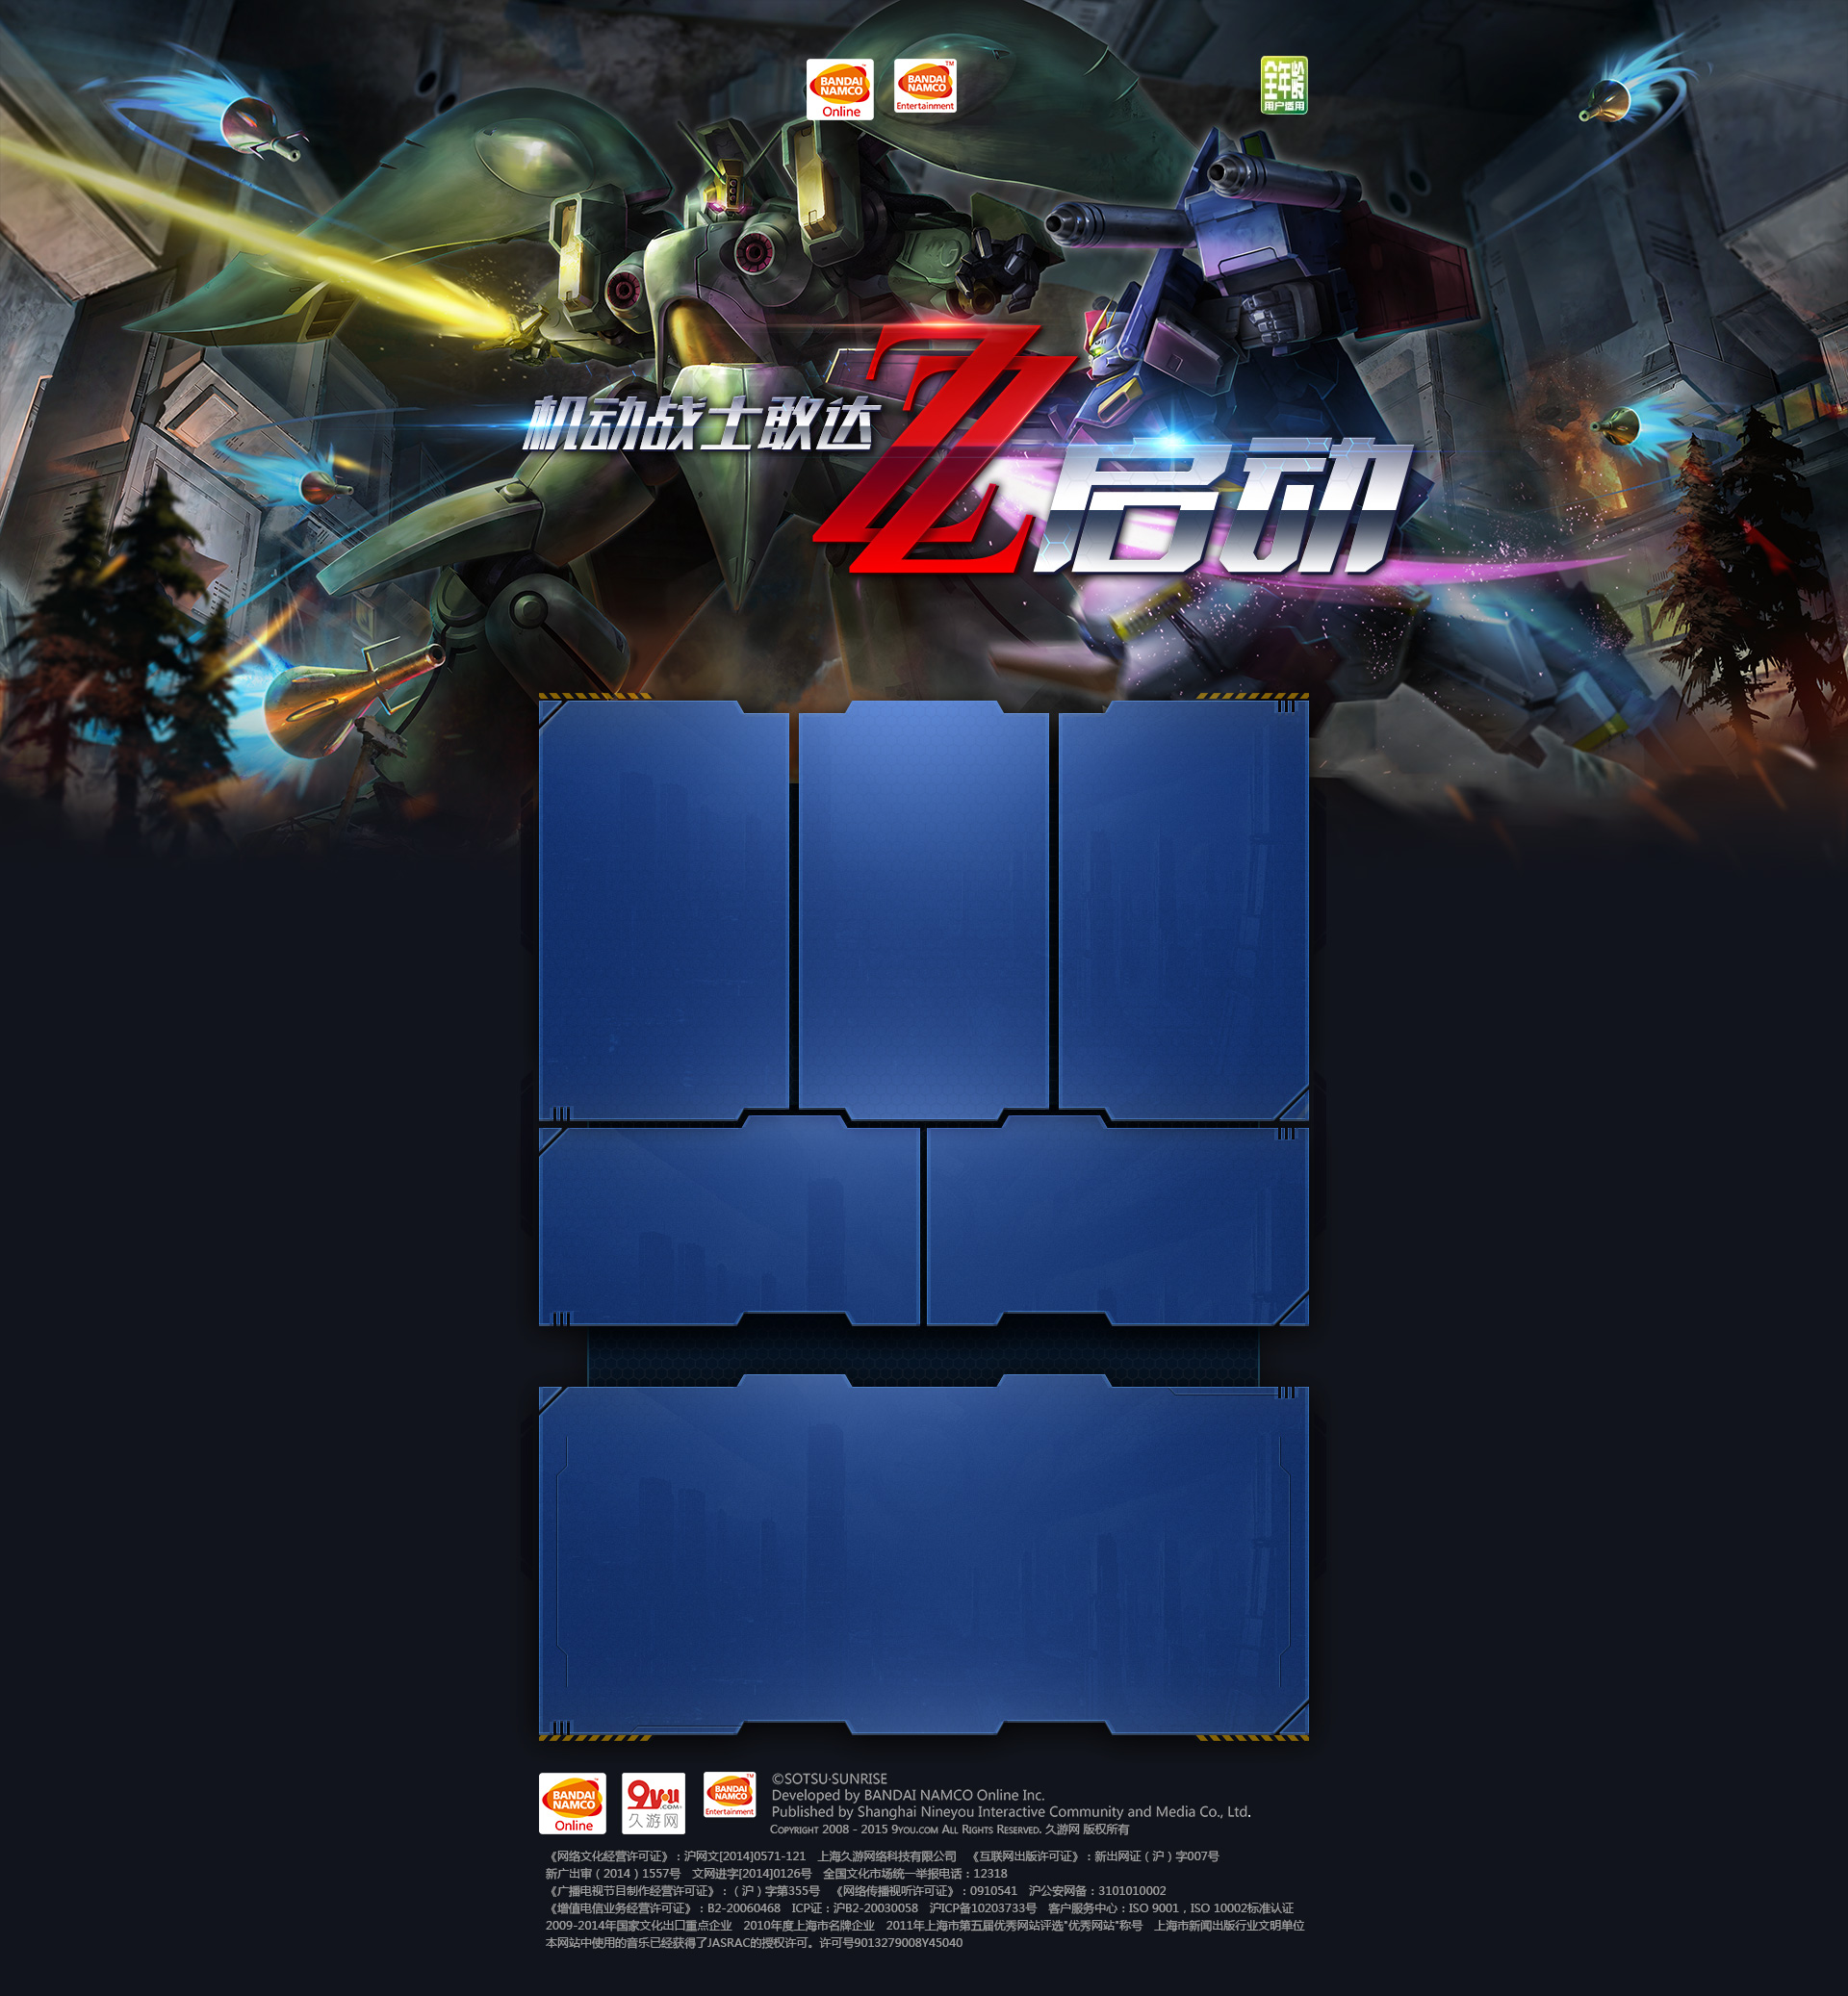 BANDAI
NAMCO
Online
BANDAI
NAMCO
Entertainment
TM
全年龄
用户适用
机动战士敢达
ZZ启动
BANDAI
NAMCO
Online
9you
.COM
久游网
BANDAI
NAMCO
Entertainment
TM
©SOTSU·SUNRISE
Developed by BANDAI NAMCO Online Inc.
Published by Shanghai Nineyou Interactive Community and Media Co., Ltd.
Copyright 2008 - 2015 9you.com All Rights Reserved. 久游网 版权所有
《网络文化经营许可证》：沪网文[2014]0571-121 上海久游网络科技有限公司 《互联网出版许可证》：新出网证（沪）字007号
新广出审（2014）1557号 文网进字[2014]0126号 全国文化市场统一举报电话：12318
《广播电视节目制作经营许可证》：（沪）字第355号 《网络传播视听许可证》：0910541 沪公安网备：3101010002
《增值电信业务经营许可证》：B2-20060468 ICP证：沪B2-20030058 沪ICP备10203733号 客户服务中心：ISO 9001，ISO 10002标准认证
2009-2014年国家文化出口重点企业 2010年度上海市名牌企业 2011年上海市第五届优秀网站评选"优秀网站"称号 上海市新闻出版行业文明单位
本网站中使用的音乐已经获得了JASRAC的授权许可。许可号9013279008Y45040